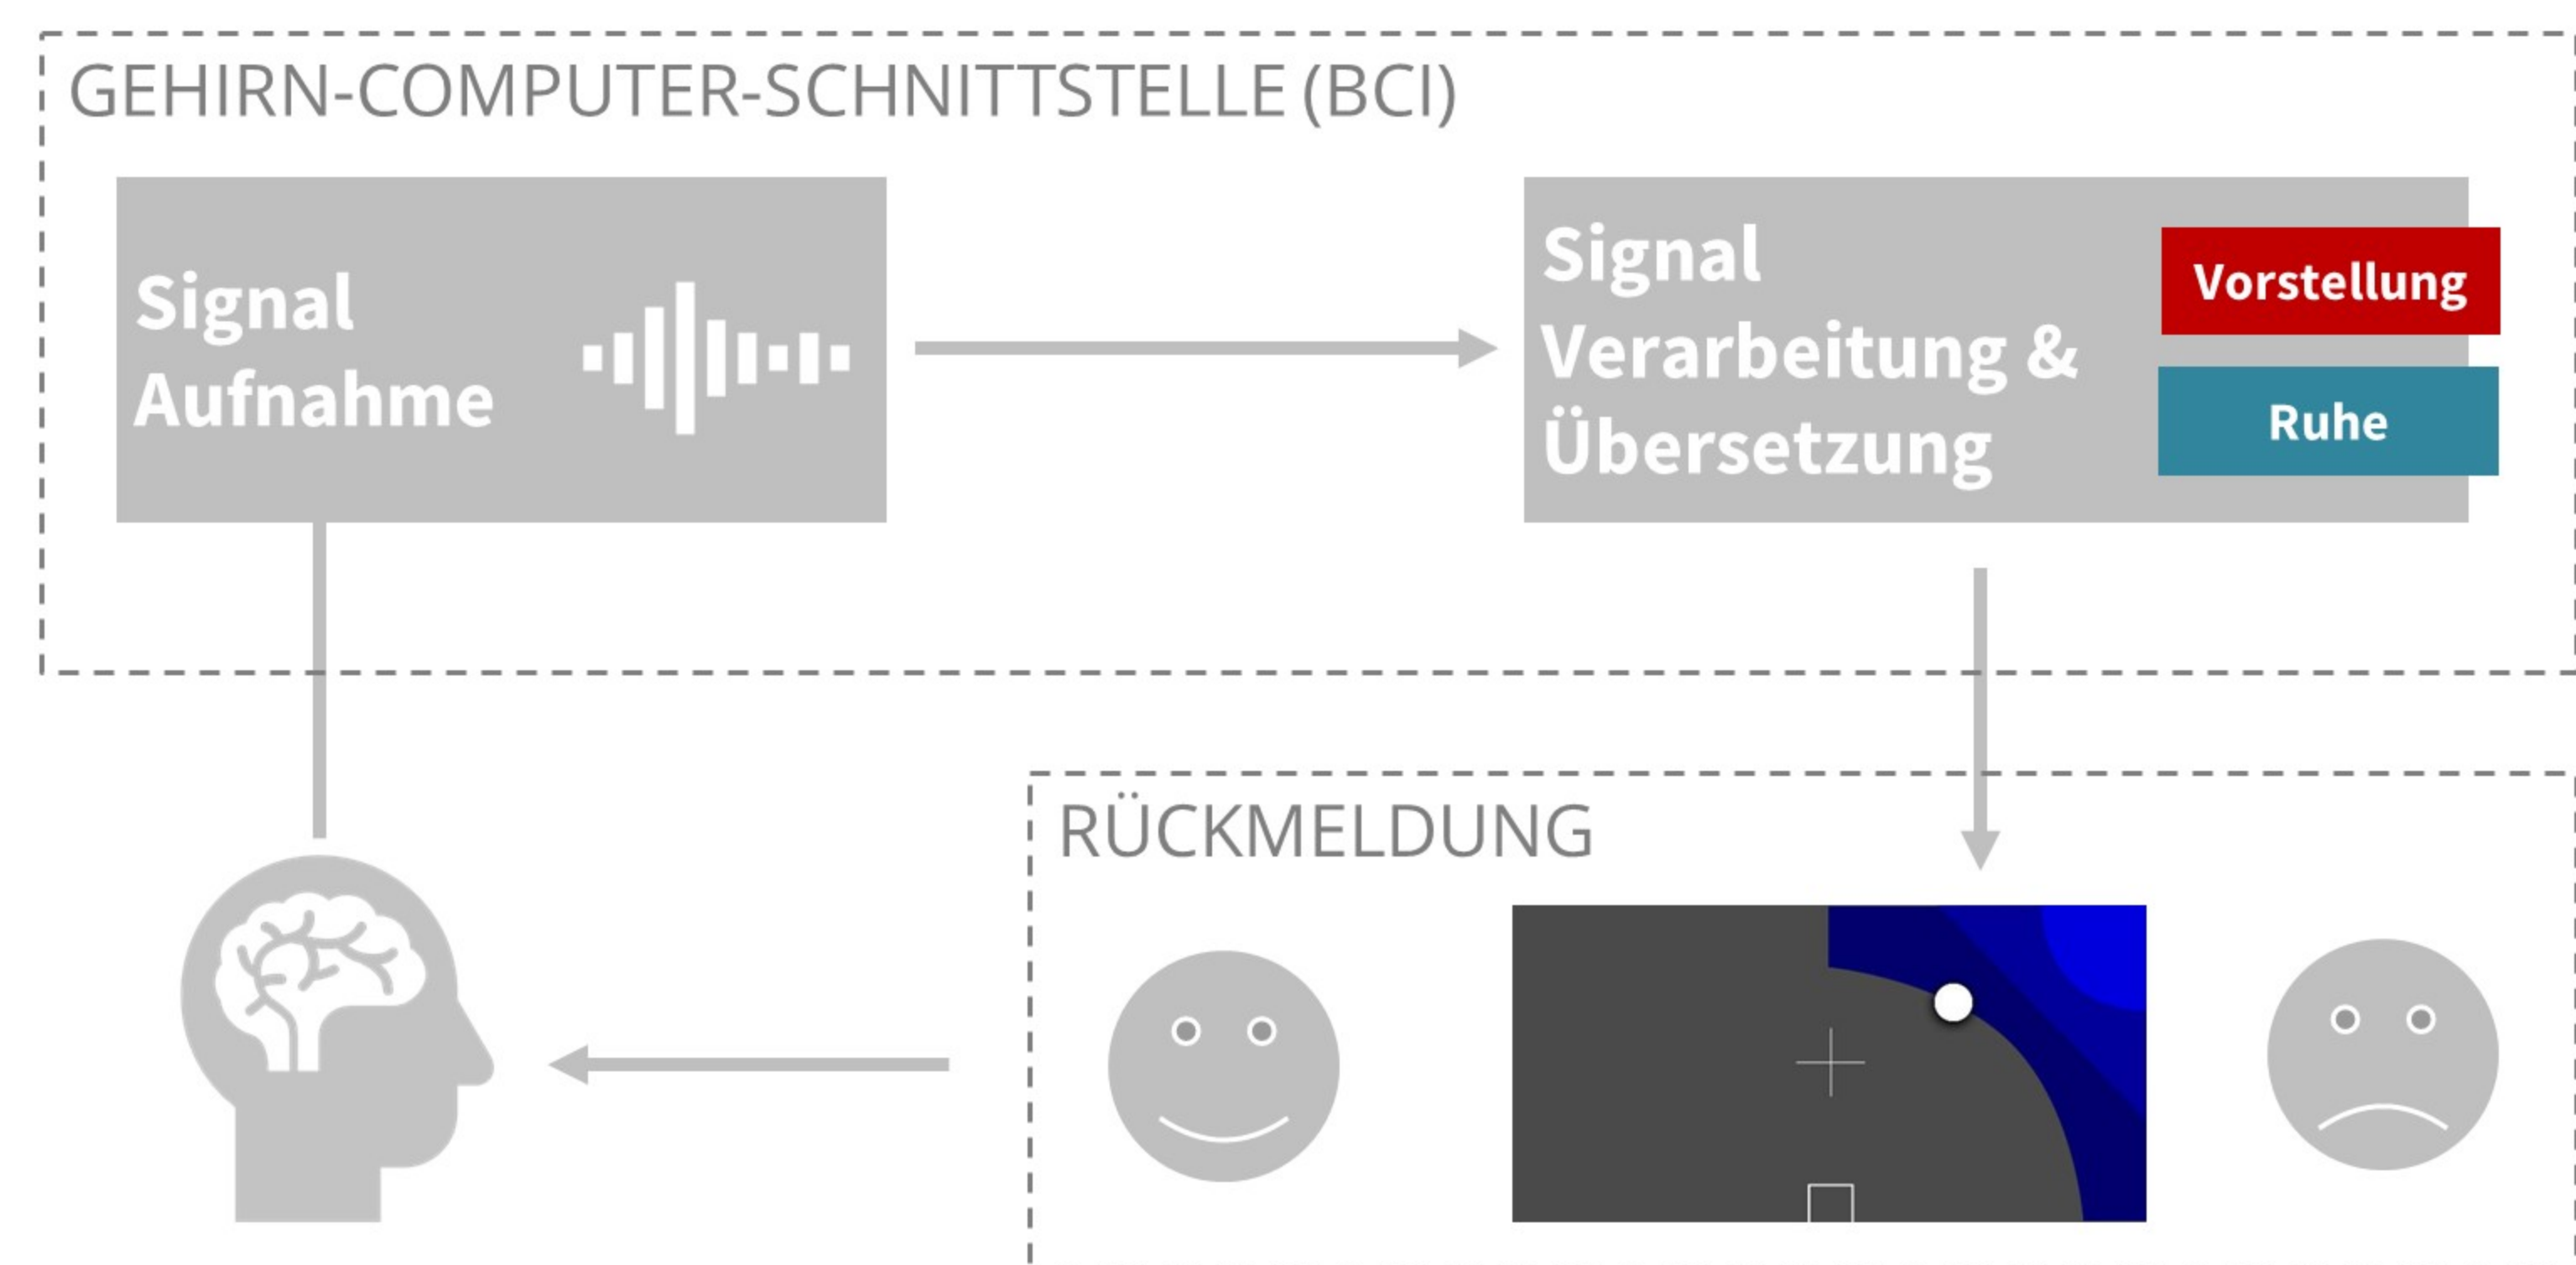 GEHIRN-COMPUTER-SCHNITTSTELLE (BCI)
Signal
Aufnahme
Signal
Verarbeitung &
Übersetzung
Vorstellung
Ruhe
RÜCKMELDUNG